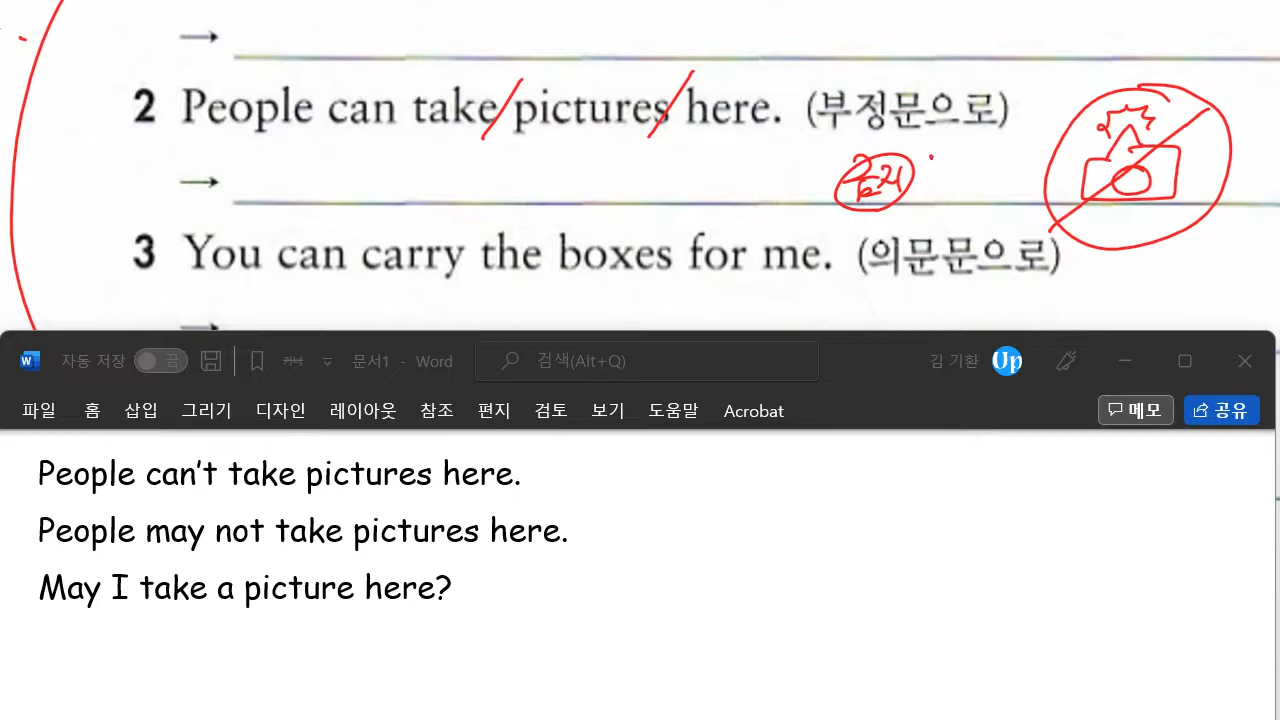 →
2 People can take pictures here. (부정문으로)
→ 금지
3 You can carry the boxes for me. (의문문으로)
→
자동 저장 끔 가나 문서1 - Word 검색(Alt+Q) 김 기환 Up
파일 홈 삽입 그리기 디자인 레이아웃 참조 편지 검토 보기 도움말 Acrobat 메모 공유
People can't take pictures here.
People may not take pictures here.
May I take a picture here?